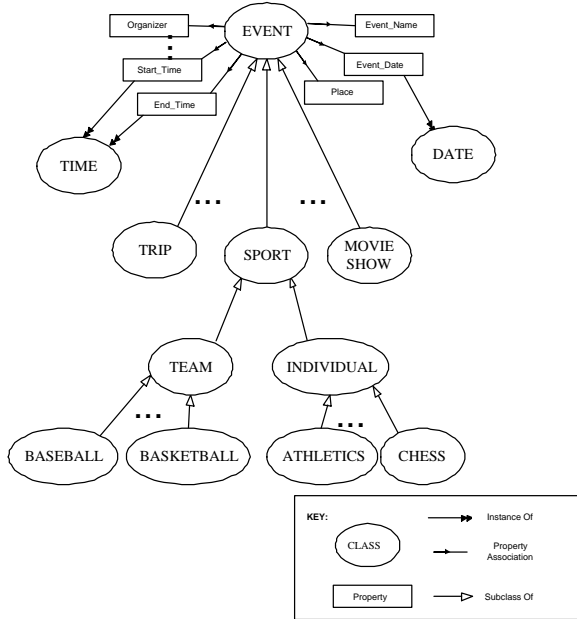 Organizer
EVENT
Event_Name
Start_Time
Event_Date
End_Time
Place
TIME
DATE
TRIP
SPORT
MOVIE
SHOW
TEAM
INDIVIDUAL
BASEBALL
BASKETBALL
ATHLETICS
CHESS
KEY:
CLASS
Instance Of
Property
Association
Property
Subclass Of